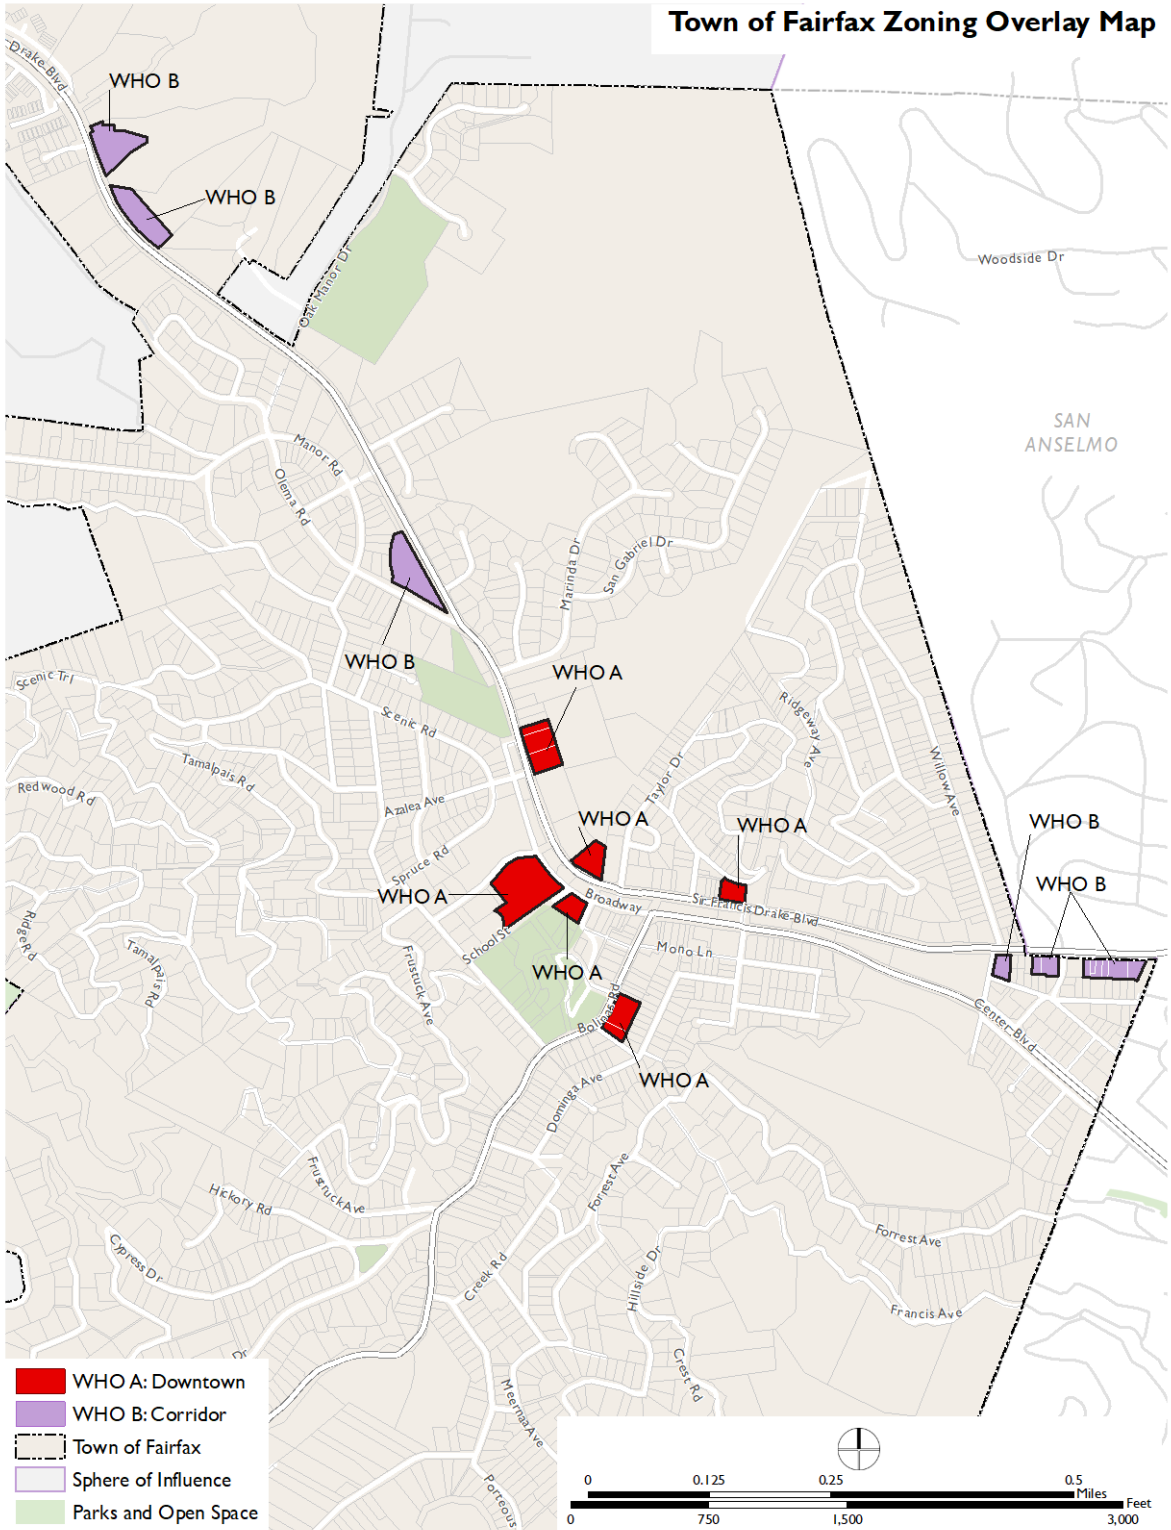 Town of Fairfax Zoning Overlay Map
Drake Blvd
WHO B
WHO B
Oak Manor Dr
Woodside Dr
SAN
ANSELMO
Manor Rd
Olema Rd
Marinda Dr
San Gabriel Dr
WHO B
WHO A
Scenic Trl
Scenic Rd
Ridgeway Ave
Tamalpais Rd
Taylor Dr
Willow Ave
Redwood Rd
Azalea Ave
WHO A
WHO A
WHO B
Spruce Rd
WHO A
WHO B
Broadway
Sir Francis Drake Blvd
Ridge Rd
Tamalpais Rd
School St
Mono Ln
Frustuck Ave
WHO A
Bolinas Rd
Center Blvd
WHO A
Dominga Ave
Frustruck Ave
Forrest Ave
Hickory Rd
Forrest Ave
Cypress Dr
Creek Rd
Hillside Dr
Francis Ave
Dr
Crest Rd
Meernaa Ave
Porteous
WHO A: Downtown
WHO B: Corridor
Town of Fairfax
Sphere of Influence
Parks and Open Space
0 0.125 0.25 0.5
Miles
Feet
0 750 1,500 3,000